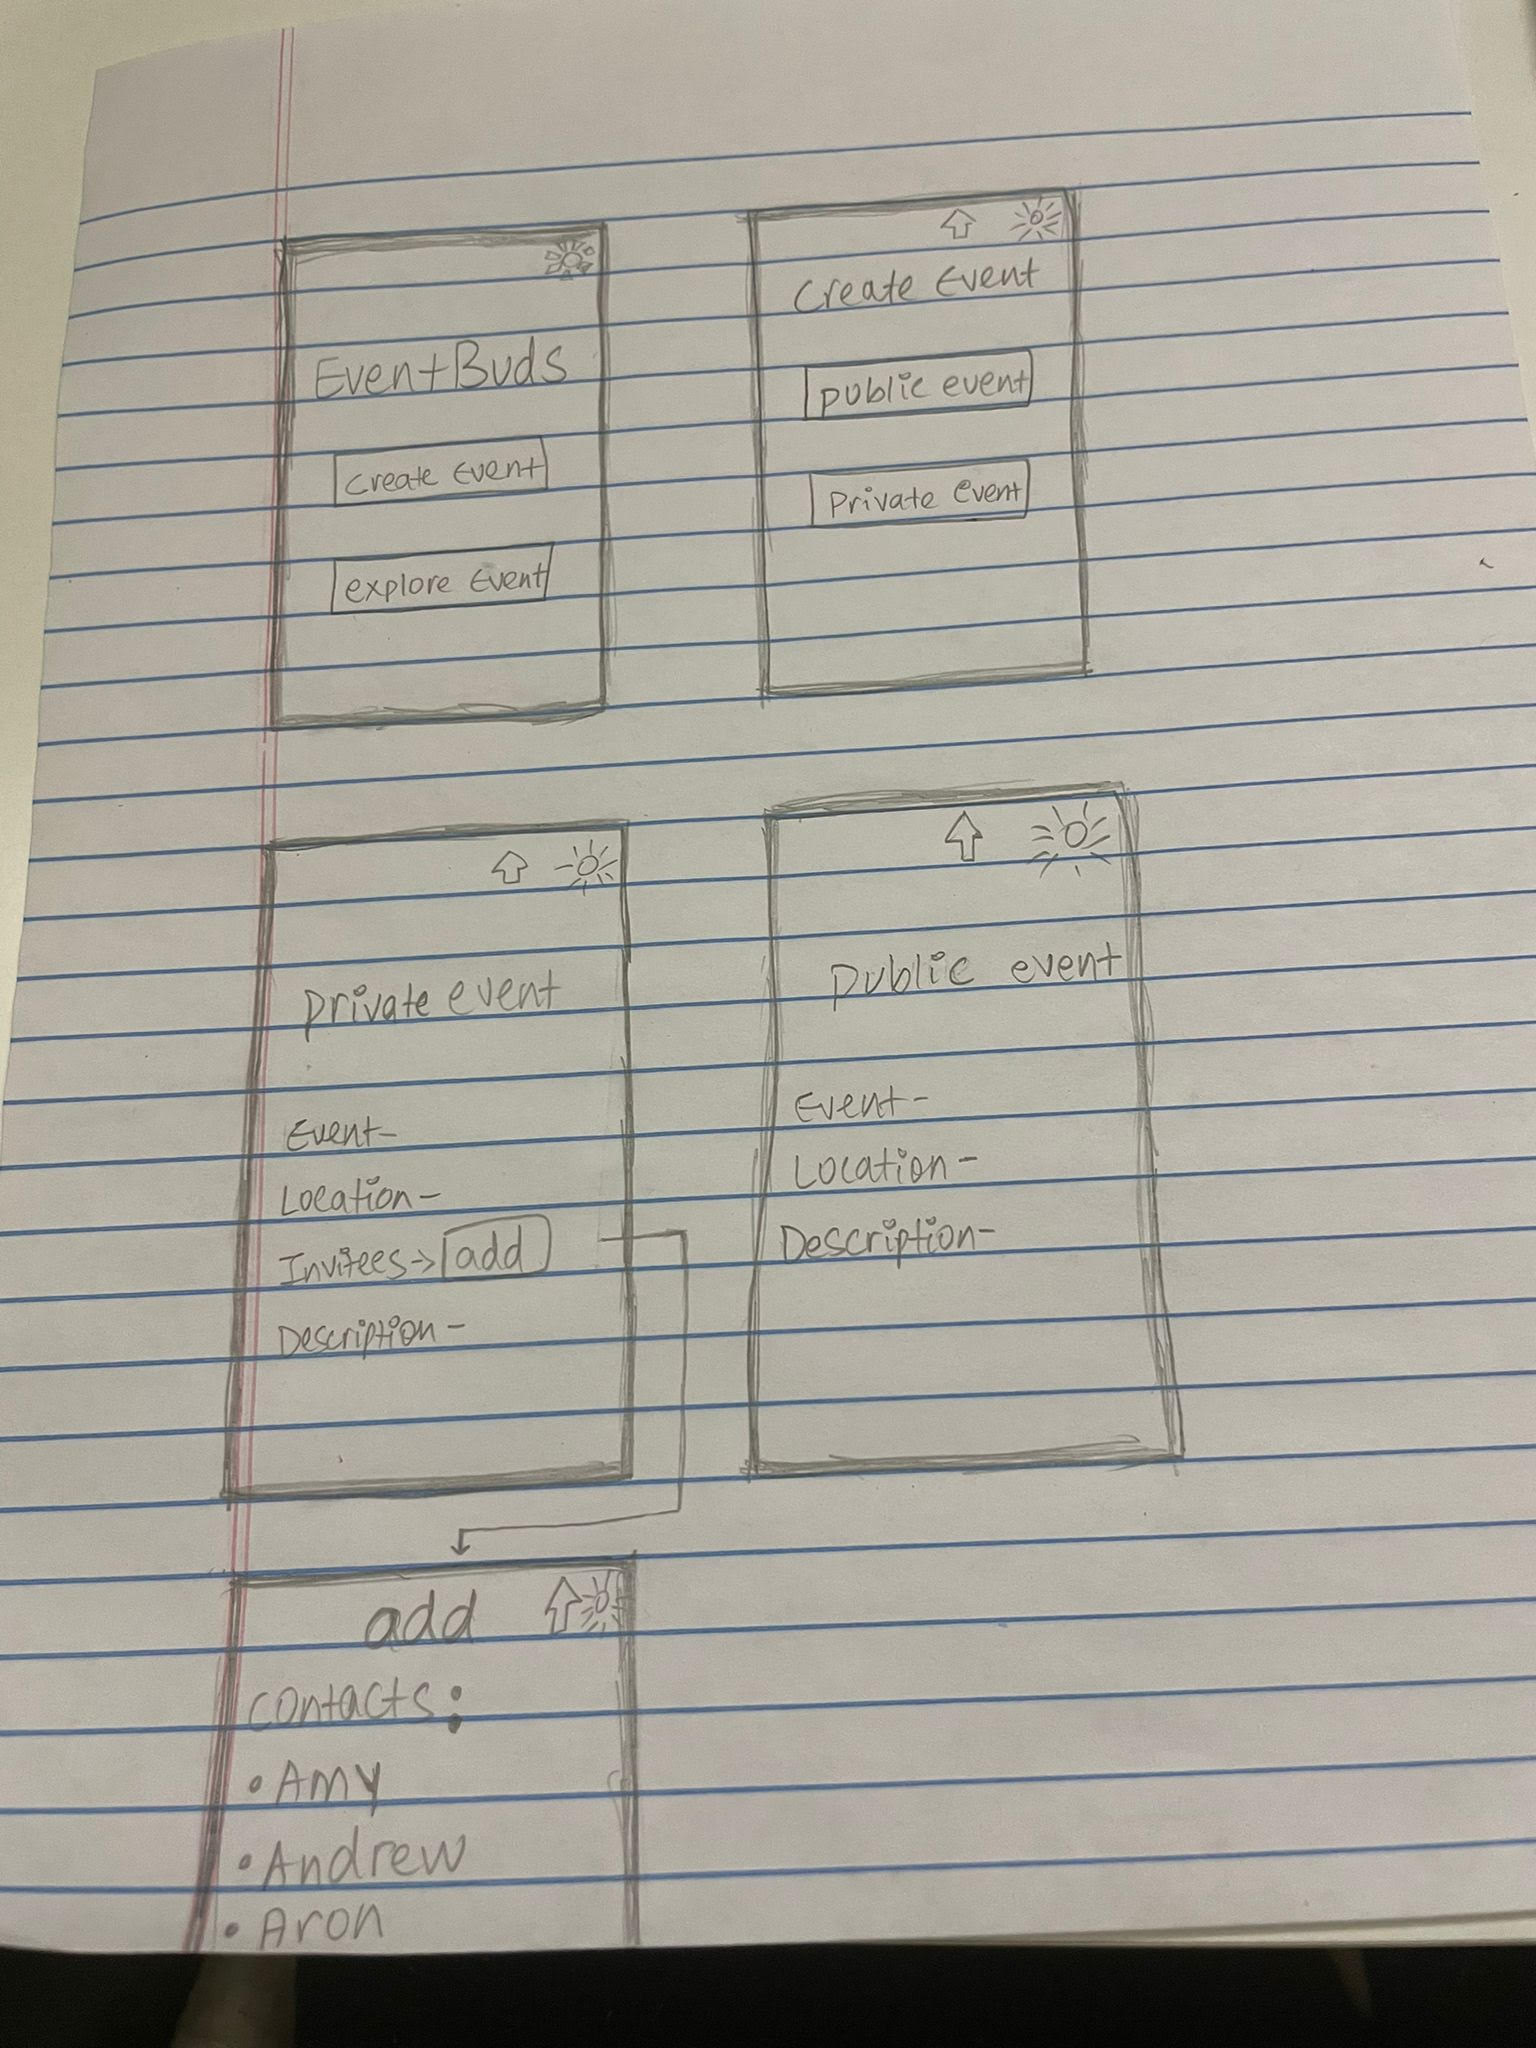 EventBuds
Create Event
explore Event
Create Event
public event
Private event
private event
Event-
Location-
Invitees-> add
Description-
public event
Event-
Location-
Description-
add
contacts:
• Amy
• Andrew
• Aron